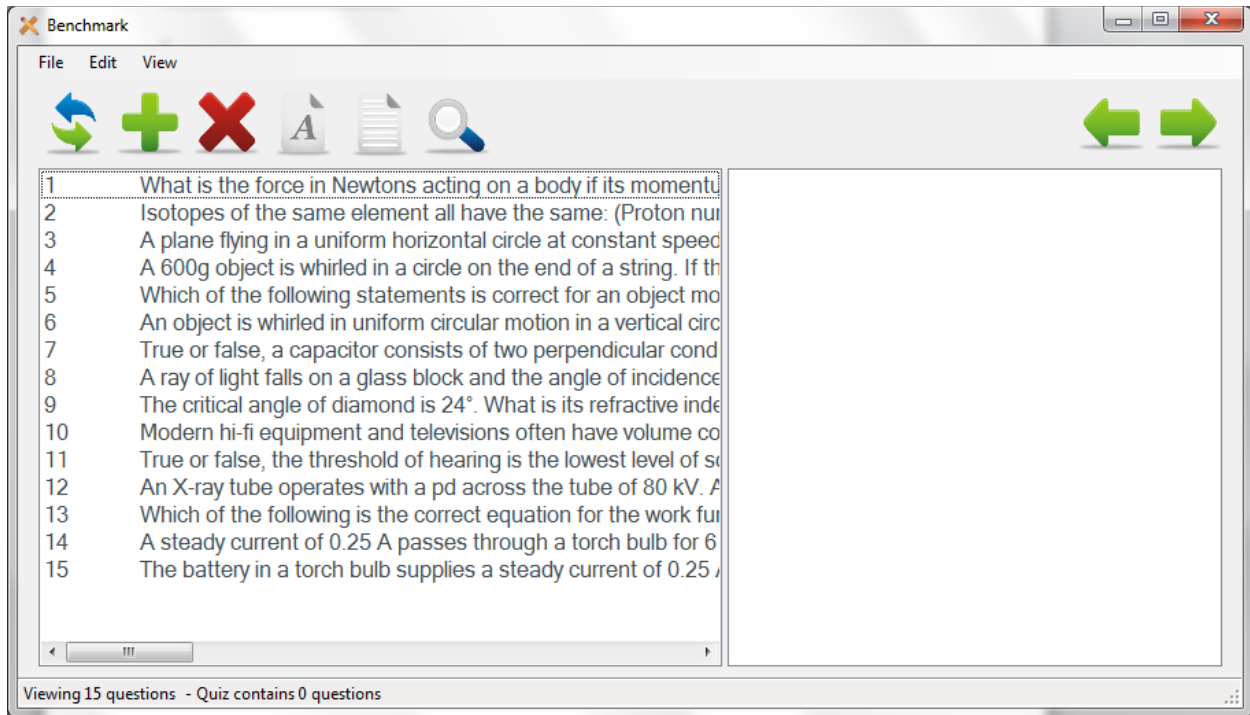 Benchmark
File Edit View
A
1 What is the force in Newtons acting on a body if its
2 Isotopes of the same element all have the same: (Proton
3 A plane flying in a uniform horizontal circle at constant speed
4 A 600g object is whirled in a circle on the end of a string. If
5 Which of the following statements is correct for an object
6 An object is whirled in uniform circular motion in a vertical
7 True or false, a capacitor consists of two perpendicular
8 A ray of light falls on a glass block and the angle of incidence
9 The critical angle of diamond is 24°. What is its refractive
10 Modern hi-fi equipment and televisions often have volume
11 True or false, the threshold of hearing is the lowest level of
12 An X-ray tube operates with a pd across the tube of 80 kV.
13 Which of the following is the correct equation for the work
14 A steady current of 0.25 A passes through a torch bulb for 6
15 The battery in a torch bulb supplies a steady current of 0.25
Viewing 15 questions - Quiz contains 0 questions